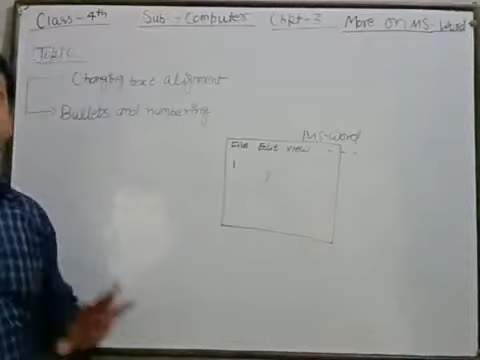 Class-4th Sub-Computer Chpt-3 More on MS-Word
Topic
Changing text alignment
Bullets and numbering
MS-Word
File Edit View - - -